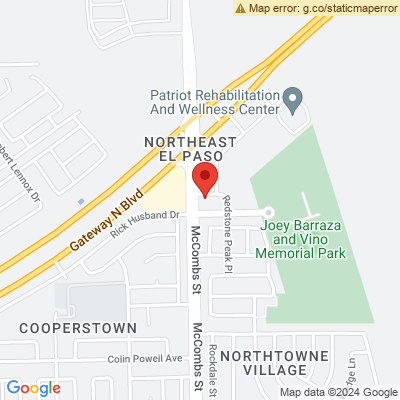 Map error: g.co/staticmaperror
Patriot Rehabilitation
And Wellness Center
NORTHEAST
EL PASO
Lennox Dr
Gateway N Blvd
Rick Husband Dr
Redstone Peak Pl
McCombs St
Joey Barraza
and Vino
Memorial Park
COOPERSTOWN
McCombs St
Colin Powell Ave
Rockdale St
NORTHTOWNE
VILLAGE
Ln
Google
Map data ©2024 Google